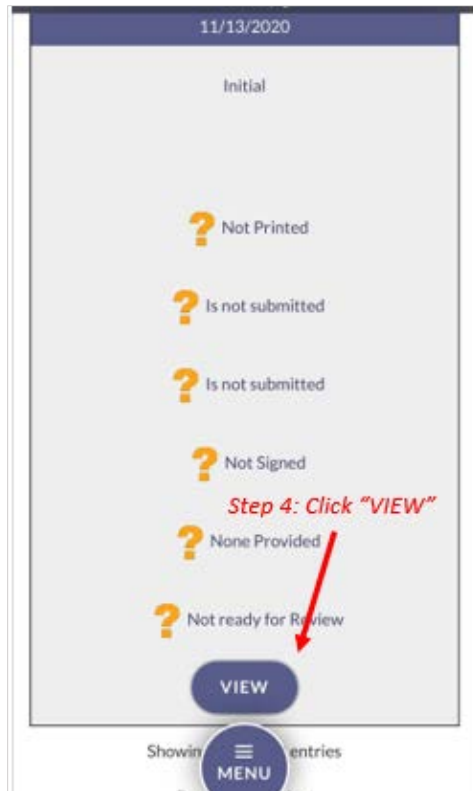 11/13/2020
Initial
? Not Printed
? Is not submitted
? Is not submitted
? Not Signed
Step 4: Click "VIEW"
? None Provided
? Not ready for Review
VIEW
Showin entries
MENU